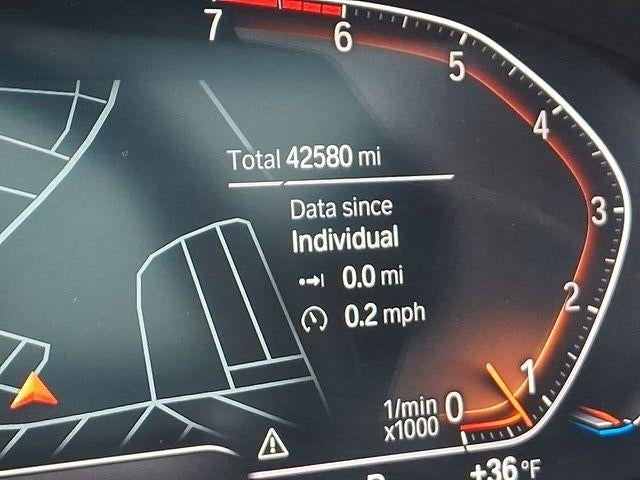 7
6
5
4
3
2
1
0
Total 42580 mi
Data since
Individual
0.0 mi
0.2 mph
1/min
x1000
+36 °F